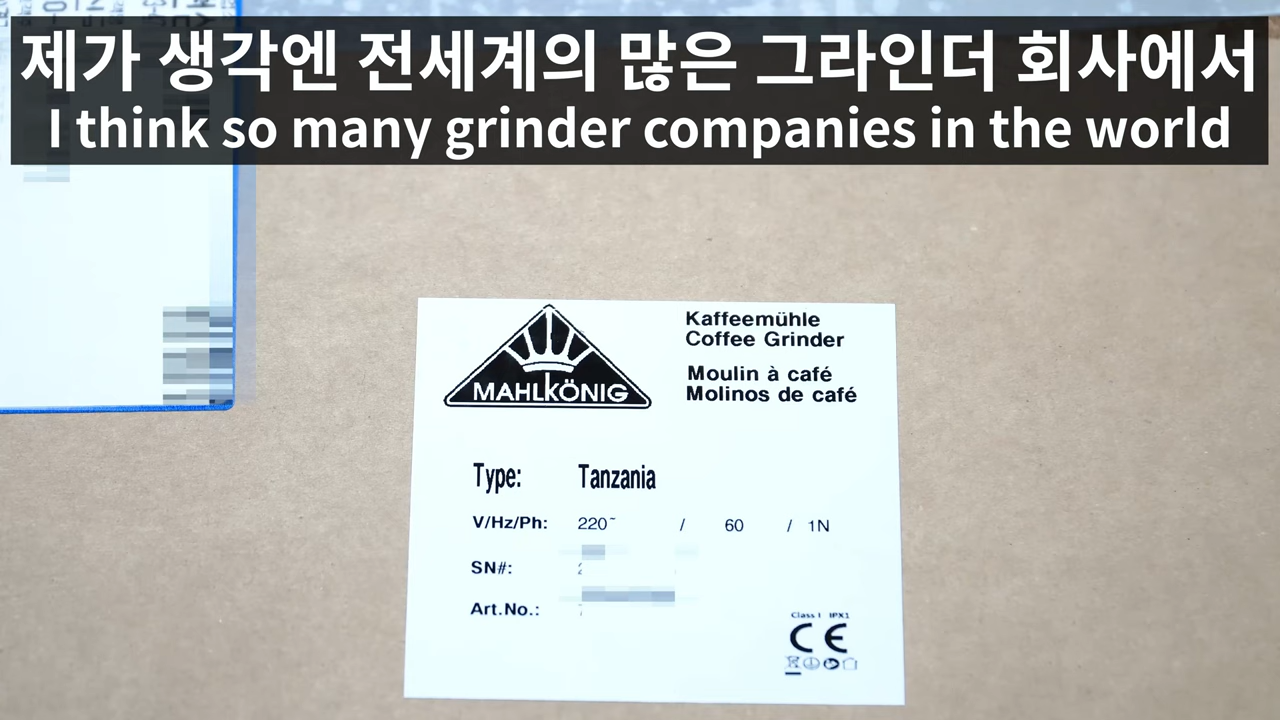 제가 생각엔 전세계의 많은 그라인더 회사에서
I think so many grinder companies in the world
MAHLKÖNIG
Kaffeemühle
Coffee Grinder
Moulin à café
Molinos de café
Type: Tanzania
V/Hz/Ph: 220~ / 60 / 1N
SN#:
Art.No.:
Class I IPX1
CE